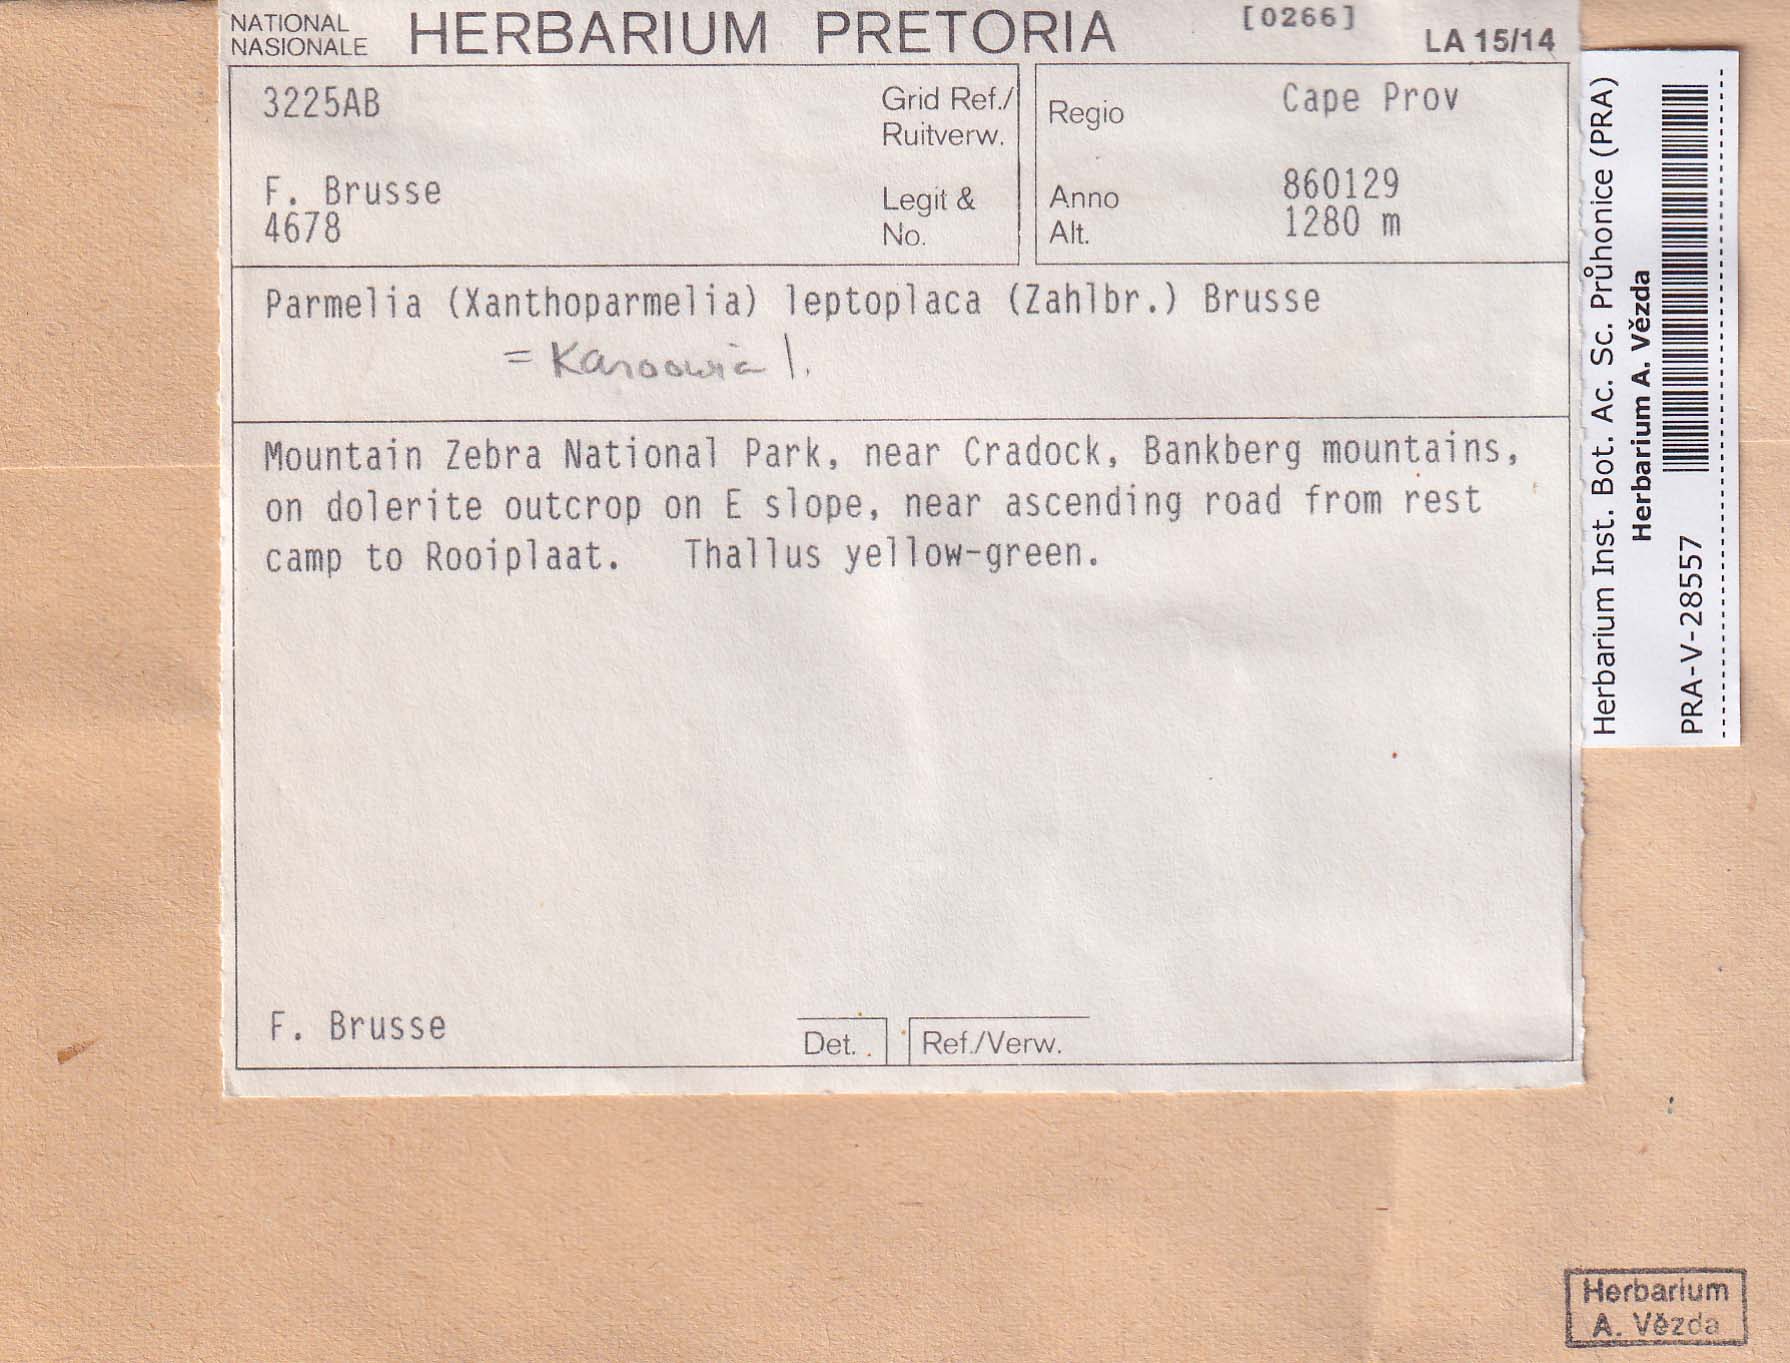 NATIONAL
NASIONALE
HERBARIUM PRETORIA
[0266]
LA 15/14
3225AB
Grid Ref./
Ruitverw.
F. Brusse
4678
Legit &
No.
Regio
Cape Prov
Anno
860129
Alt.
1280 m
Parmelia (Xanthoparmelia) leptoplaca (Zahlbr.) Brusse
= Karoowia l.
Mountain Zebra National Park, near Cradock, Bankberg mountains,
on dolerite outcrop on E slope, near ascending road from rest
camp to Rooiplaat. Thallus yellow-green.
F. Brusse
Det.
Ref./Verw.
Herbarium Inst. Bot. Ac. Sc. Průhonice (PRA)
Herbarium A. Vězda
PRA-V-28557
Herbarium
A. Vězda